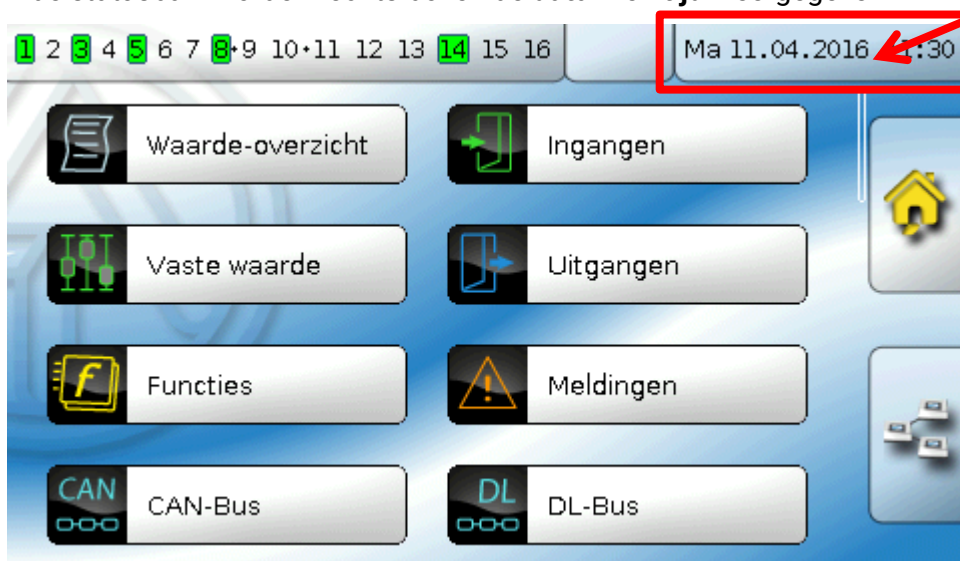 1 2 3 4 5 6 7 8·9 10·11 12 13 14 15 16 Ma 11.04.2016 :30
Waarde-overzicht Ingangen
Vaste waarde Uitgangen
f Functies Meldingen
CAN CAN-Bus DL DL-Bus